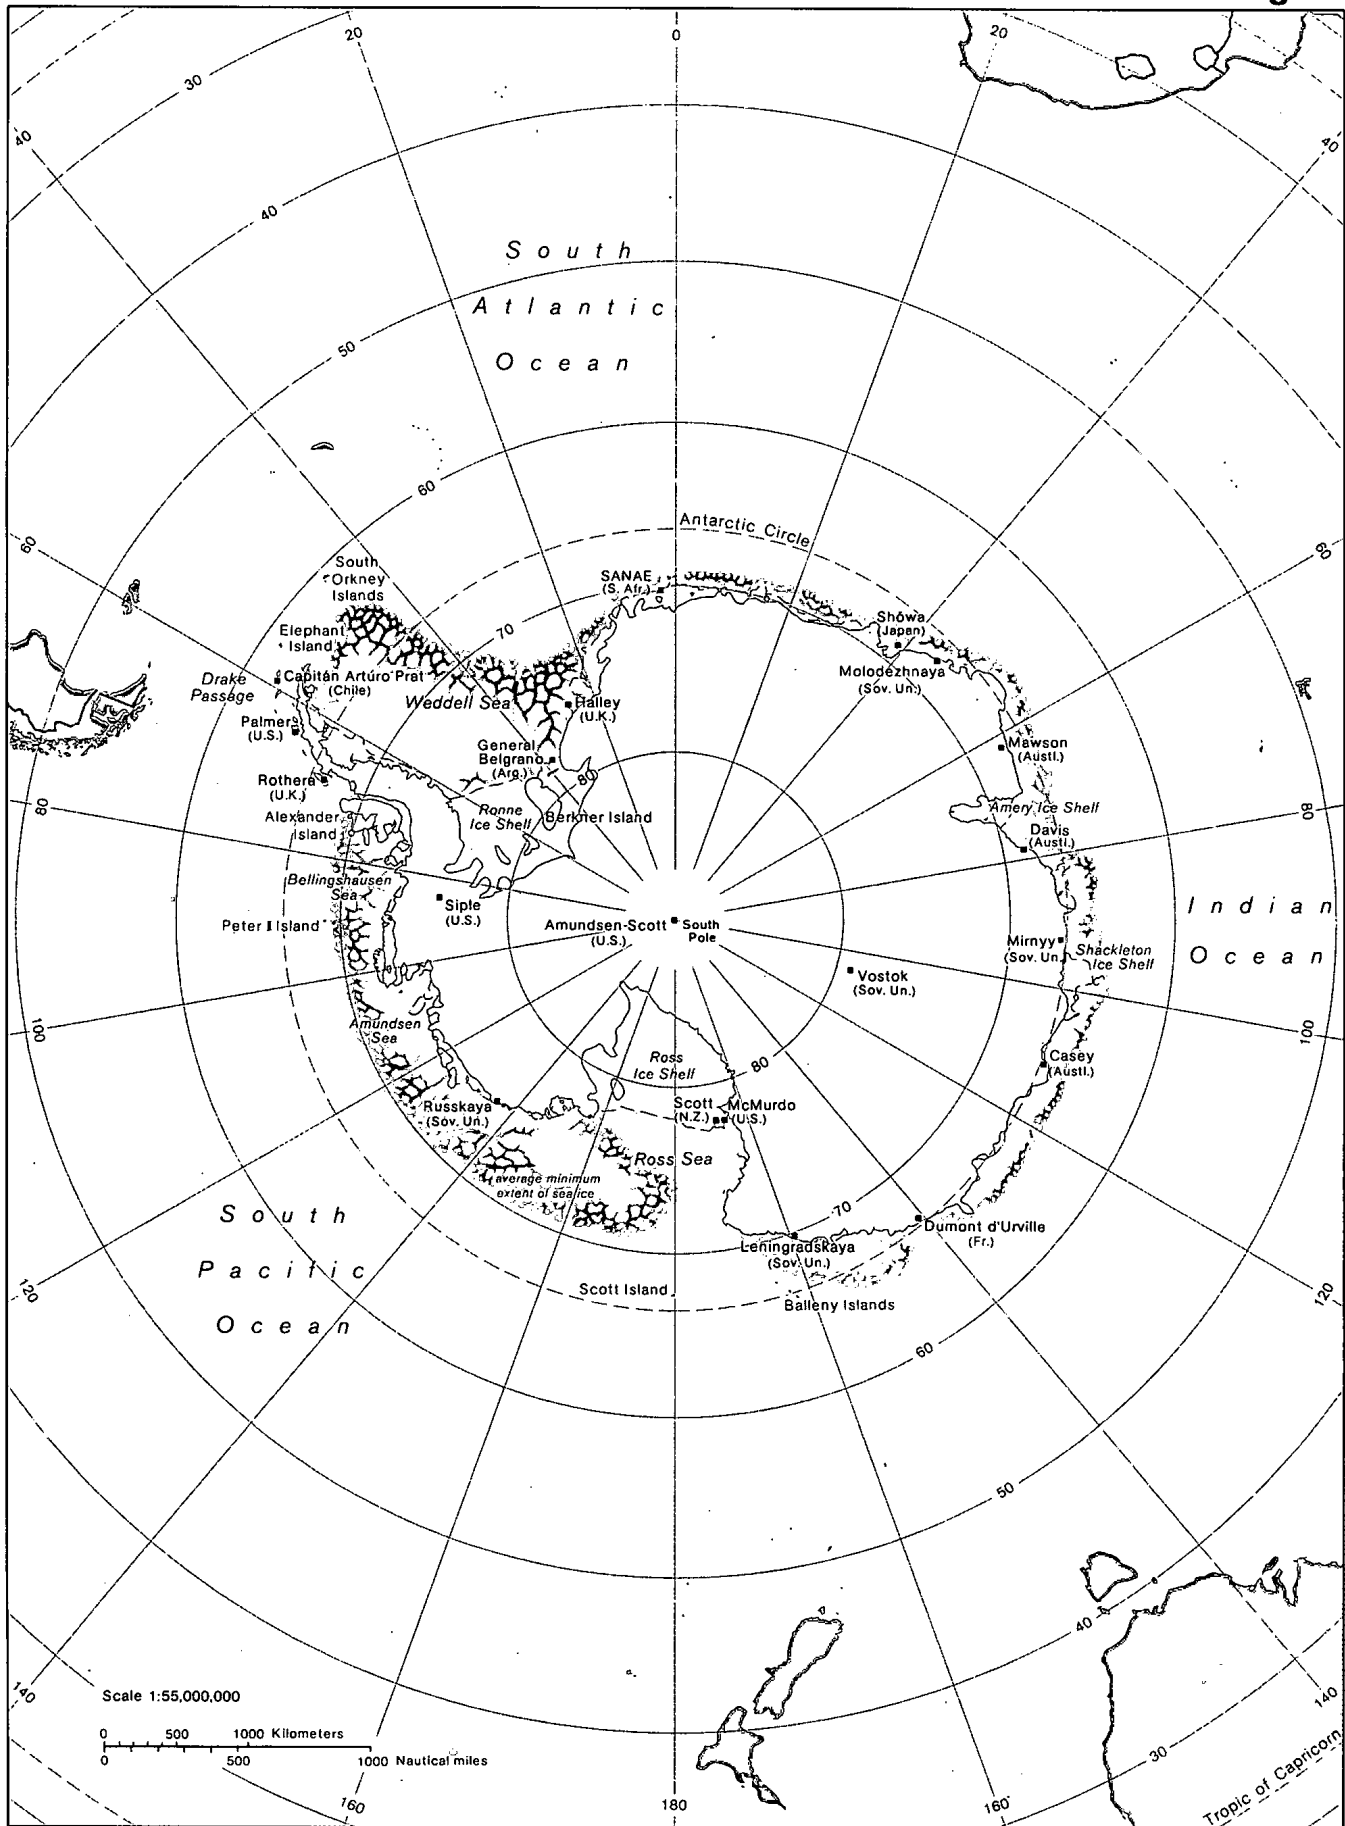 g
20
0
20
30
40
40
40
South
Atlantic
Ocean
50
60
60
60
Antarctic Circle
South
Orkney
Islands
SANAE
(S. Afr.)
70
Elephant
Island
Shōwa
(Japan)
Drake
Passage
Capitán Arturo Prat
(Chile)
Molodezhnaya
(Sov. Un.)
Weddell Sea
Halley
(U.K.)
Palmer
(U.S.)
General
Belgrano
(Arg.)
Mawson
(Austl.)
Rothera
(U.K.)
80
80
80
Ronne
Ice Shelf
Berkner Island
Amery Ice Shelf
Alexander
Island
Davis
(Austl.)
Bellingshausen
Sea
Siple
(U.S.)
Indian
Ocean
Peter I Island
Amundsen-Scott
(U.S.)
South
Pole
Mirnyy
(Sov. Un.)
Shackleton
Ice Shelf
Vostok
(Sov. Un.)
100
100
Amundsen
Sea
Ross
Ice Shelf
80
Casey
(Austl.)
Russkaya
(Sov. Un.)
Scott
(N.Z.)
McMurdo
(U.S.)
Ross Sea
average minimum
extent of sea ice
South
Pacific
Ocean
70
Dumont d'Urville
(Fr.)
Leningradskaya
(Sov. Un.)
120
120
Scott Island
Balleny Islands
60
50
40
140
140
Scale 1:55,000,000
0 500 1000 Kilometers
0 500 1000 Nautical miles
30
Tropic of Capricorn
160
180
160